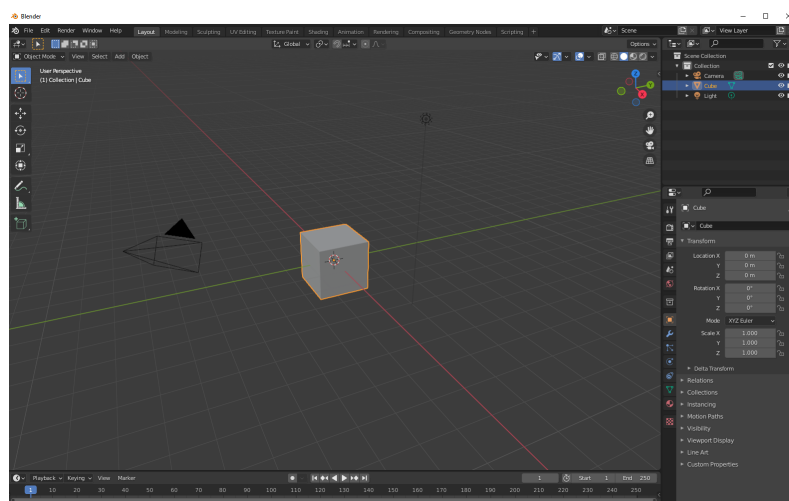 Blender
File Edit Render Window Help Layout Modeling Sculpting UV Editing Texture Paint Shading Animation Rendering Compositing Geometry Nodes Scripting + Scene View Layer
Global Options
Object Mode View Select Add Object
User Perspective
(1) Collection | Cube
Scene Collection
Collection
Camera
Cube
Light
Cube
Cube
Transform
Location X 0 m
Y 0 m
Z 0 m
Rotation X 0°
Y 0°
Z 0°
Mode XYZ Euler
Scale X 1.000
Y 1.000
Z 1.000
Delta Transform
Relations
Collections
Instancing
Motion Paths
Visibility
Viewport Display
Line Art
Custom Properties
Playback Keying View Marker 1 Start 1 End 250
1 10 20 30 40 50 60 70 80 90 100 110 120 130 140 150 160 170 180 190 200 210 220 230 240 250